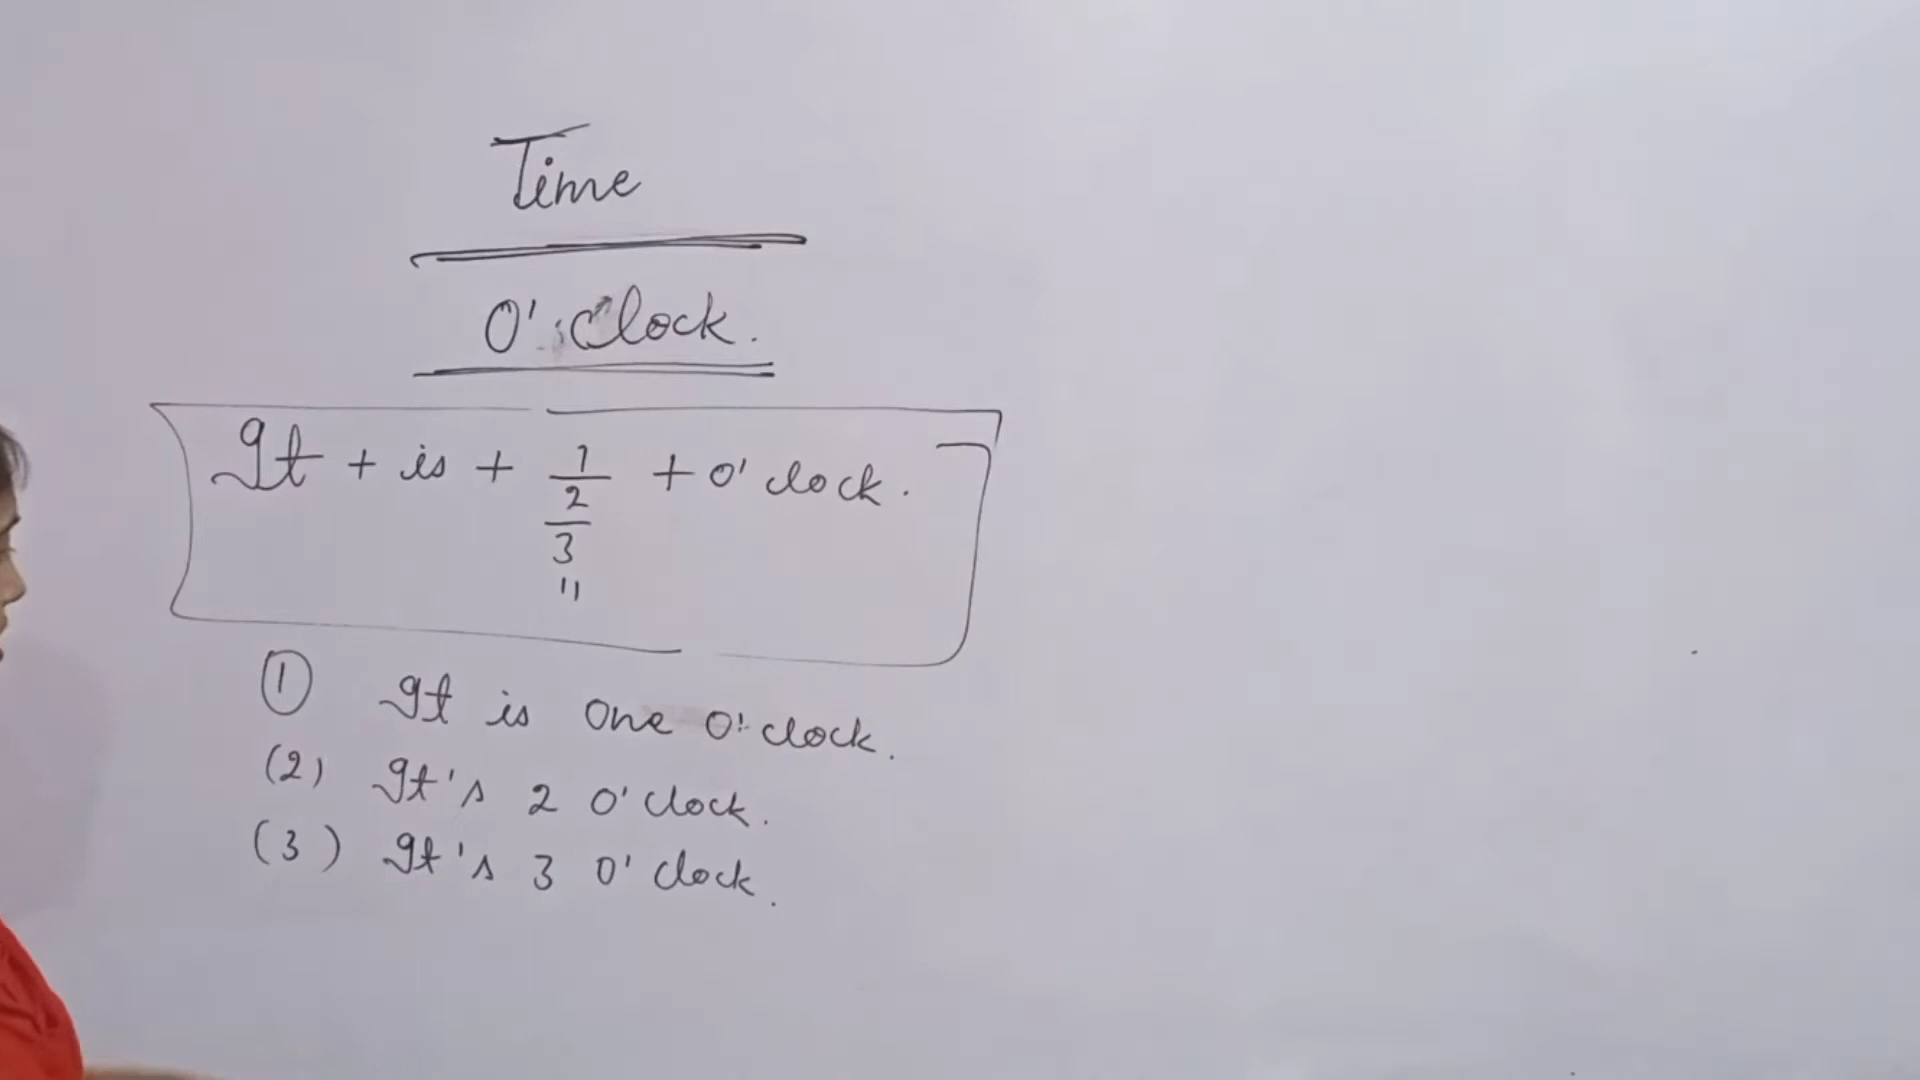 Time
O' Clock.
It + is + 1 + O' clock.
2
3
"
① It is One O' clock.
(2) It's 2 O' Clock.
(3) It's 3 O' Clock.